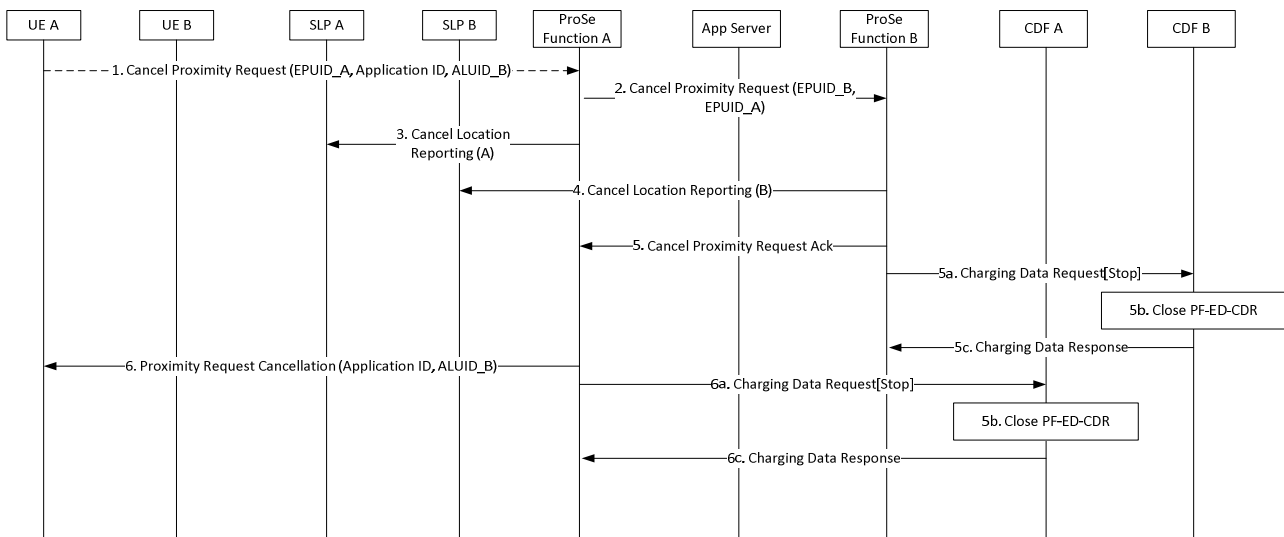 UE A
UE B
SLP A
SLP B
ProSe
Function A
App Server
ProSe
Function B
CDF A
CDF B
1. Cancel Proximity Request (EPUID_A, Application ID, ALUID_B)
2. Cancel Proximity Request (EPUID_B,
EPUID_A)
3. Cancel Location
Reporting (A)
4. Cancel Location Reporting (B)
5. Cancel Proximity Request Ack
5a. Charging Data Request[Stop]
5b. Close PF-ED-CDR
5c. Charging Data Response
6. Proximity Request Cancellation (Application ID, ALUID_B)
6a. Charging Data Request[Stop]
5b. Close PF-ED-CDR
6c. Charging Data Response